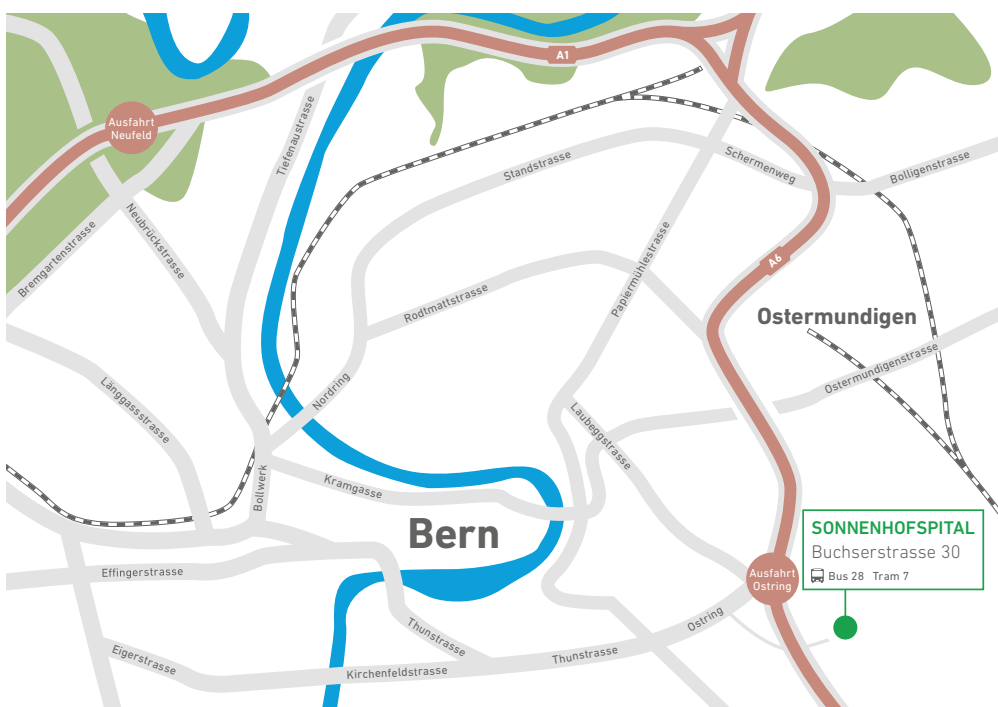 A1
Ausfahrt
Neufeld
Tiefenaustrasse
Standstrasse
Schermenweg
Bolligenstrasse
Neubrückstrasse
Bremgartenstrasse
Papiermühlestrasse
A6
Rodlmattstrasse
Ostermundigen
Ostermundigenstrasse
Länggassstrasse
Nordring
Laubeggstrasse
Bollwerk
Kramgasse
Bern
SONNENHOFSPITAL
Buchserstrasse 30
Bus 28 Tram 7
Effingerstrasse
Ausfahrt
Ostring
Ostring
Thunstrasse
Thunstrasse
Eigerstrasse
Kirchenfeldstrasse